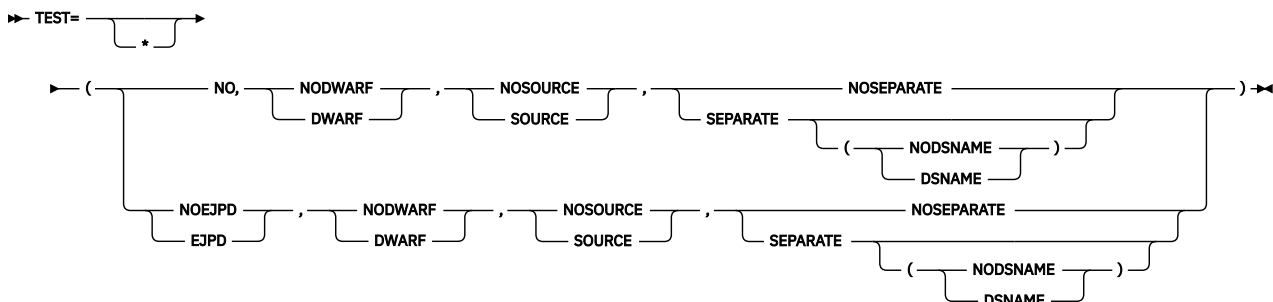 TEST=
*
( NO, NODWARF , NOSOURCE , NOSEPARATE )
DWARF SOURCE SEPARATE
( NODSNAME )
DSNAME
NOEJPD , NODWARF , NOSOURCE , NOSEPARATE
EJPD DWARF SOURCE SEPARATE
( NODSNAME )
DSNAME